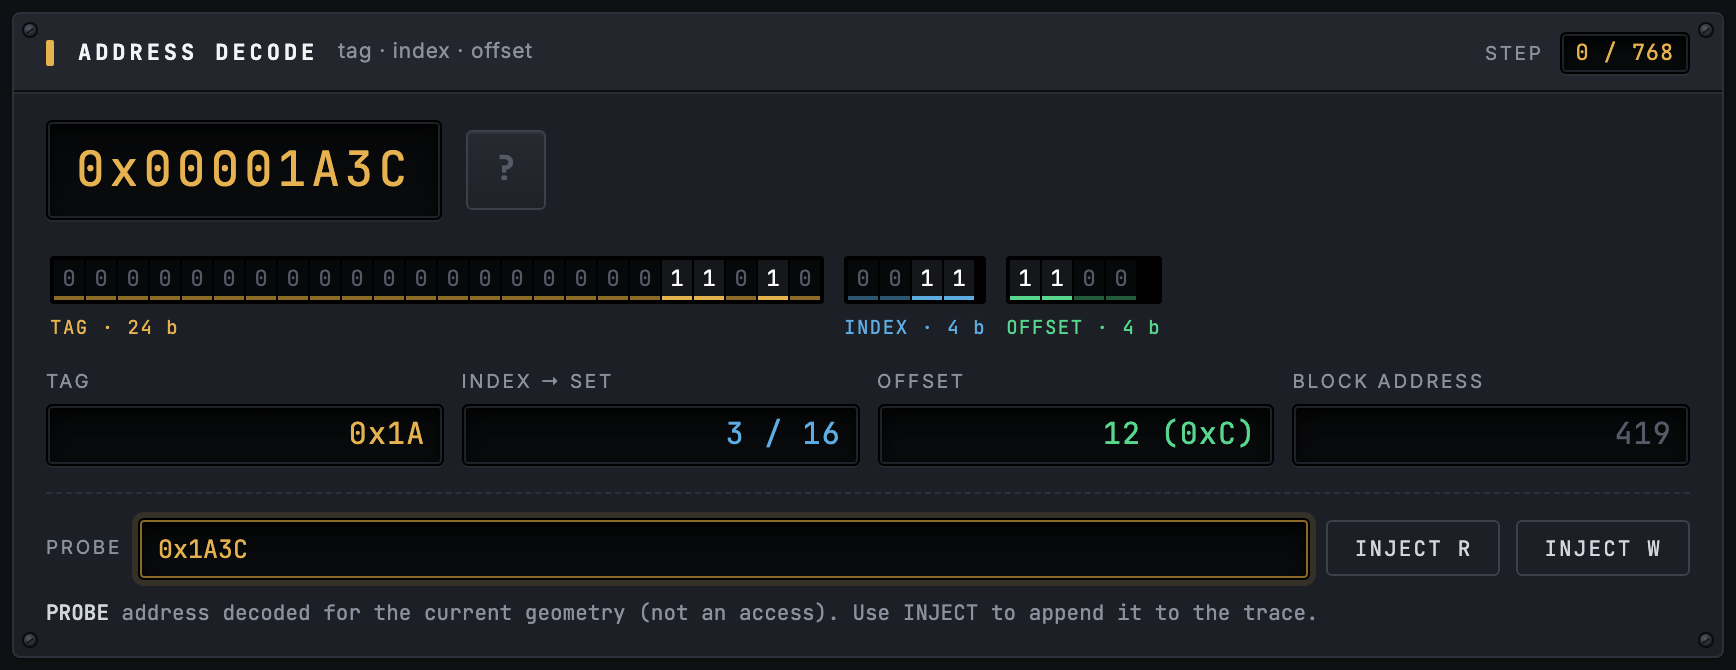 ADDRESS DECODE tag · index · offset STEP 0 / 768
0x00001A3C ?
0 0 0 0 0 0 0 0 0 0 0 0 0 0 0 0 0 0 0 1 1 0 1 0 0 0 1 1 1 1 0 0
TAG · 24 b INDEX · 4 b OFFSET · 4 b
TAG INDEX → SET OFFSET BLOCK ADDRESS
0x1A 3 / 16 12 (0xC) 419
PROBE 0x1A3C INJECT R INJECT W
PROBE address decoded for the current geometry (not an access). Use INJECT to append it to the trace.